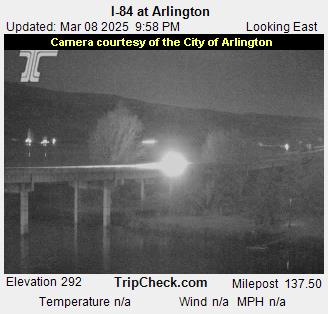 I-84 at Arlington
Updated: Mar 08 2025 9:58 PM Looking East
Camera courtesy of the City of Arlington
Elevation 292 TripCheck.com Milepost 137.50
Temperature n/a Wind n/a MPH n/a